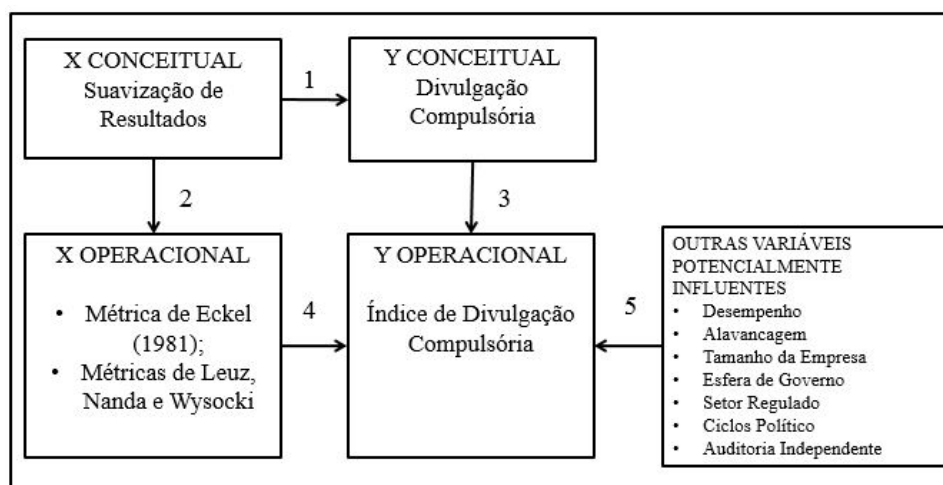 X CONCEITUAL
Suavização de
Resultados
1
Y CONCEITUAL
Divulgação
Compulsória
2
3
X OPERACIONAL
• Métrica de Eckel
(1981);
• Métricas de Leuz,
Nanda e Wysocki
4
Y OPERACIONAL
Índice de Divulgação
Compulsória
5
OUTRAS VARIÁVEIS
POTENCIALMENTE
INFLUENTES
• Desempenho
• Alavancagem
• Tamanho da Empresa
• Esfera de Governo
• Setor Regulado
• Ciclos Político
• Auditoria Independente